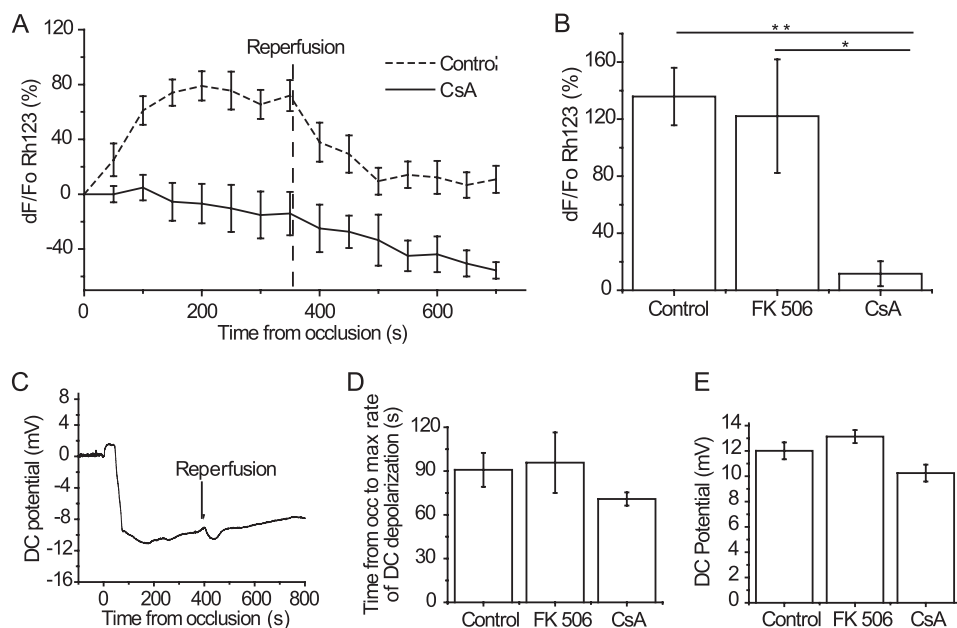 A
120
80
40
0
-40
dF/Fo Rh123 (%)
Reperfusion
Control
CsA
0
200
400
600
Time from occlusion (s)
B
160
120
80
40
0
dF/Fo Rh123 (%)
* *
*
Control
FK 506
CsA
C
8
4
0
-4
-8
-12
-16
DC potential (mV)
Reperfusion
0
200
400
600
800
Time from occlusion (s)
D
120
90
60
30
0
Time from occ to max rate
of DC depolarization (s)
Control
FK 506
CsA
E
14
12
10
8
6
4
2
0
DC Potential (mV)
Control
FK 506
CsA